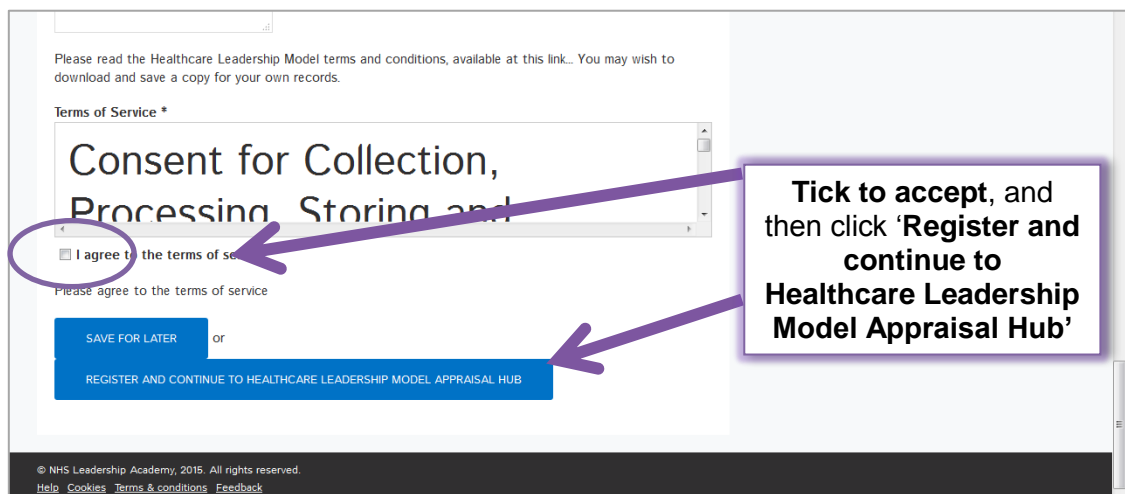 Please read the Healthcare Leadership Model terms and conditions, available at this link... You may wish to
download and save a copy for your own records.
Terms of Service *
Consent for Collection,
Processing, Storing and
I agree to the terms of
Please agree to the terms of service
SAVE FOR LATER or
REGISTER AND CONTINUE TO HEALTHCARE LEADERSHIP MODEL APPRAISAL HUB
Tick to accept, and
then click ‘Register and
continue to
Healthcare Leadership
Model Appraisal Hub’
© NHS Leadership Academy, 2015. All rights reserved.
Help Cookies Terms & conditions Feedback